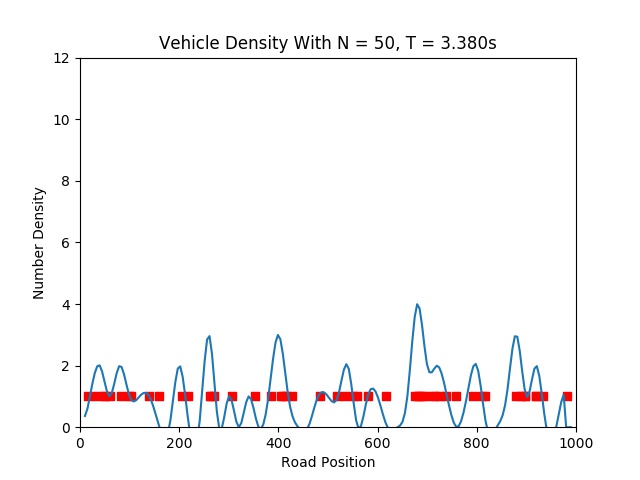 Vehicle Density With N = 50, T = 3.380s
12
10
8
6
4
2
0
Number Density
0 200 400 600 800 1000
Road Position